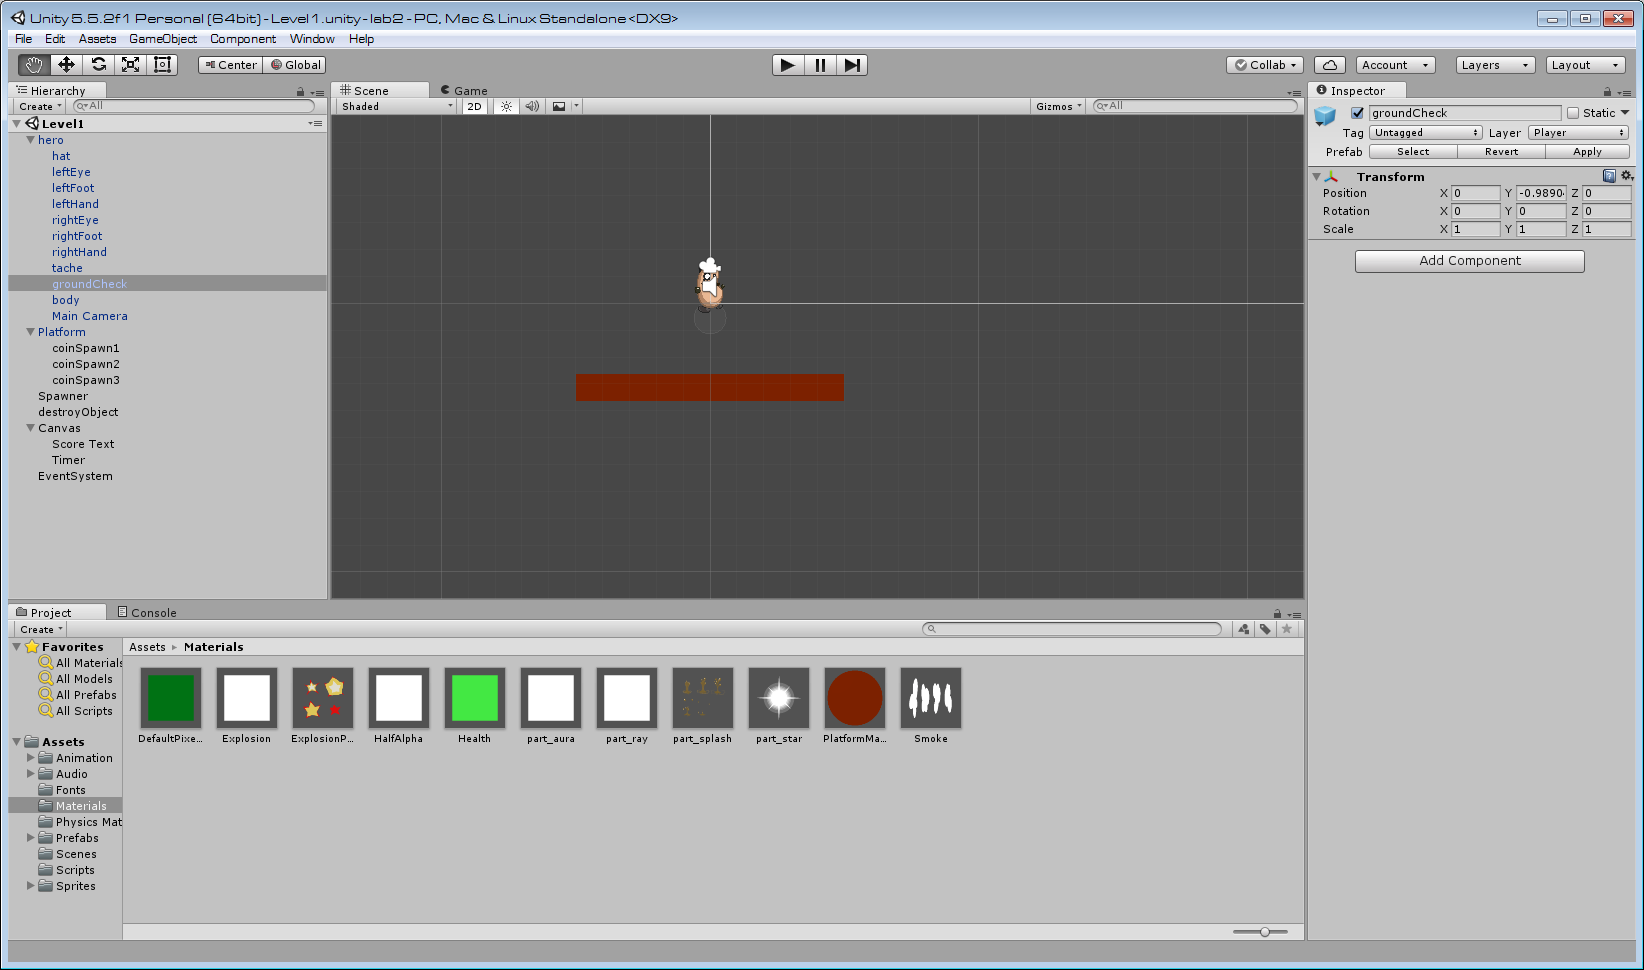 Unity 5.5.2f1 Personal (64bit) - Level1.unity - lab2 - PC, Mac & Linux Standalone <DX9>
File Edit Assets GameObject Component Window Help
Center Global Collab Account Layers Layout
Hierarchy
Create All
Level1
hero
hat
leftEye
leftFoot
leftHand
rightEye
rightFoot
rightHand
tache
groundCheck
body
Main Camera
Platform
coinSpawn1
coinSpawn2
coinSpawn3
Spawner
destroyObject
Canvas
Score Text
Timer
EventSystem
Scene Game
Shaded 2D Gizmos All
Inspector
groundCheck Static
Tag Untagged Layer Player
Prefab Select Revert Apply
Transform
Position X 0 Y -0.9890 Z 0
Rotation X 0 Y 0 Z 0
Scale X 1 Y 1 Z 1
Add Component
Project Console
Create
Favorites
All Materials
All Models
All Prefabs
All Scripts
Assets
Animation
Audio
Fonts
Materials
Physics Mat
Prefabs
Scenes
Scripts
Sprites
Assets ▸ Materials
DefaultPixe... Explosion ExplosionP... HalfAlpha Health part_aura part_ray part_splash part_star PlatformMa... Smoke